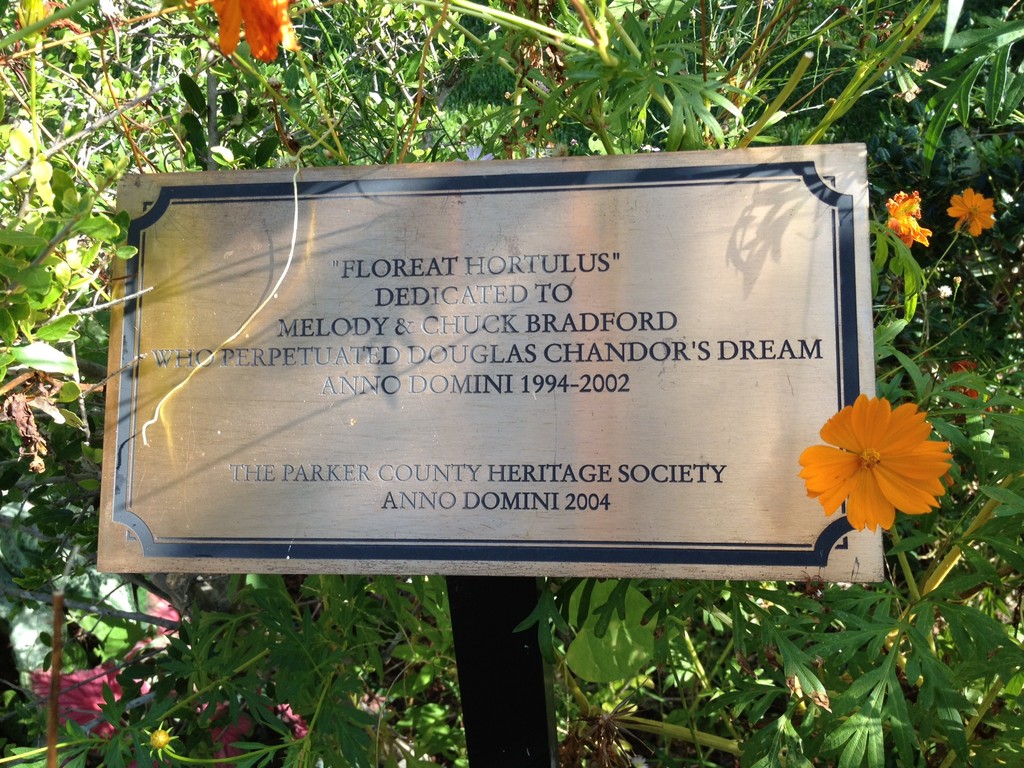 "FLOREAT HORTULUS"
DEDICATED TO
MELODY & CHUCK BRADFORD
WHO PERPETUATED DOUGLAS CHANDOR'S DREAM
ANNO DOMINI 1994-2002
THE PARKER COUNTY HERITAGE SOCIETY
ANNO DOMINI 2004